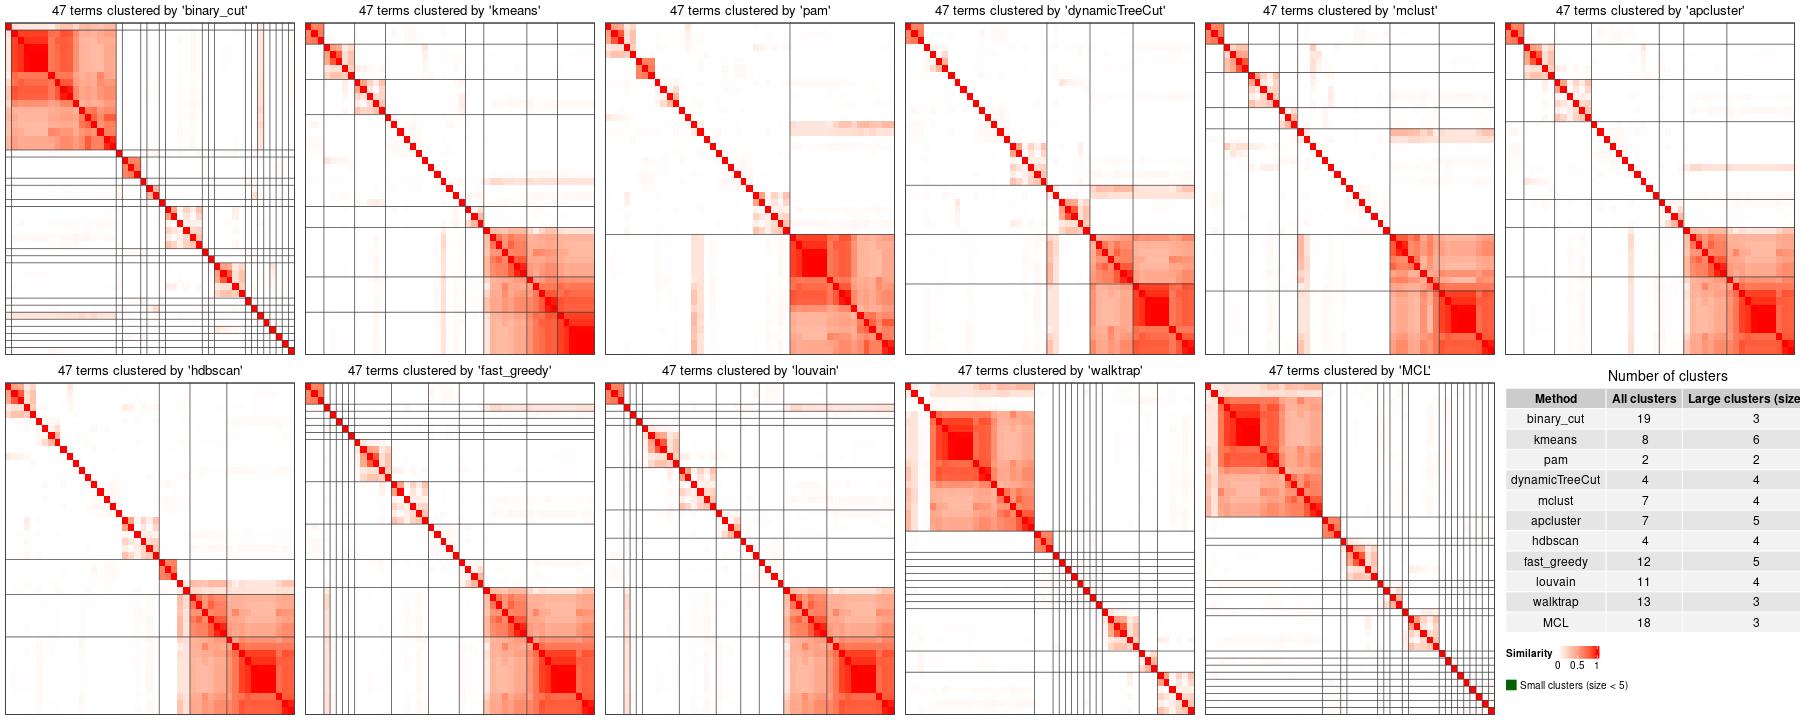 47 terms clustered by 'binary_cut'
47 terms clustered by 'kmeans'
47 terms clustered by 'pam'
47 terms clustered by 'dynamicTreeCut'
47 terms clustered by 'mclust'
47 terms clustered by 'apcluster'
47 terms clustered by 'hdbscan'
47 terms clustered by 'fast_greedy'
47 terms clustered by 'louvain'
47 terms clustered by 'walktrap'
47 terms clustered by 'MCL'
Number of clusters
Method All clusters Large clusters (size
binary_cut 19 3
kmeans 8 6
pam 2 2
dynamicTreeCut 4 4
mclust 7 4
apcluster 7 5
hdbscan 4 4
fast_greedy 12 5
louvain 11 4
walktrap 13 3
MCL 18 3
Similarity
0 0.5 1
Small clusters (size < 5)